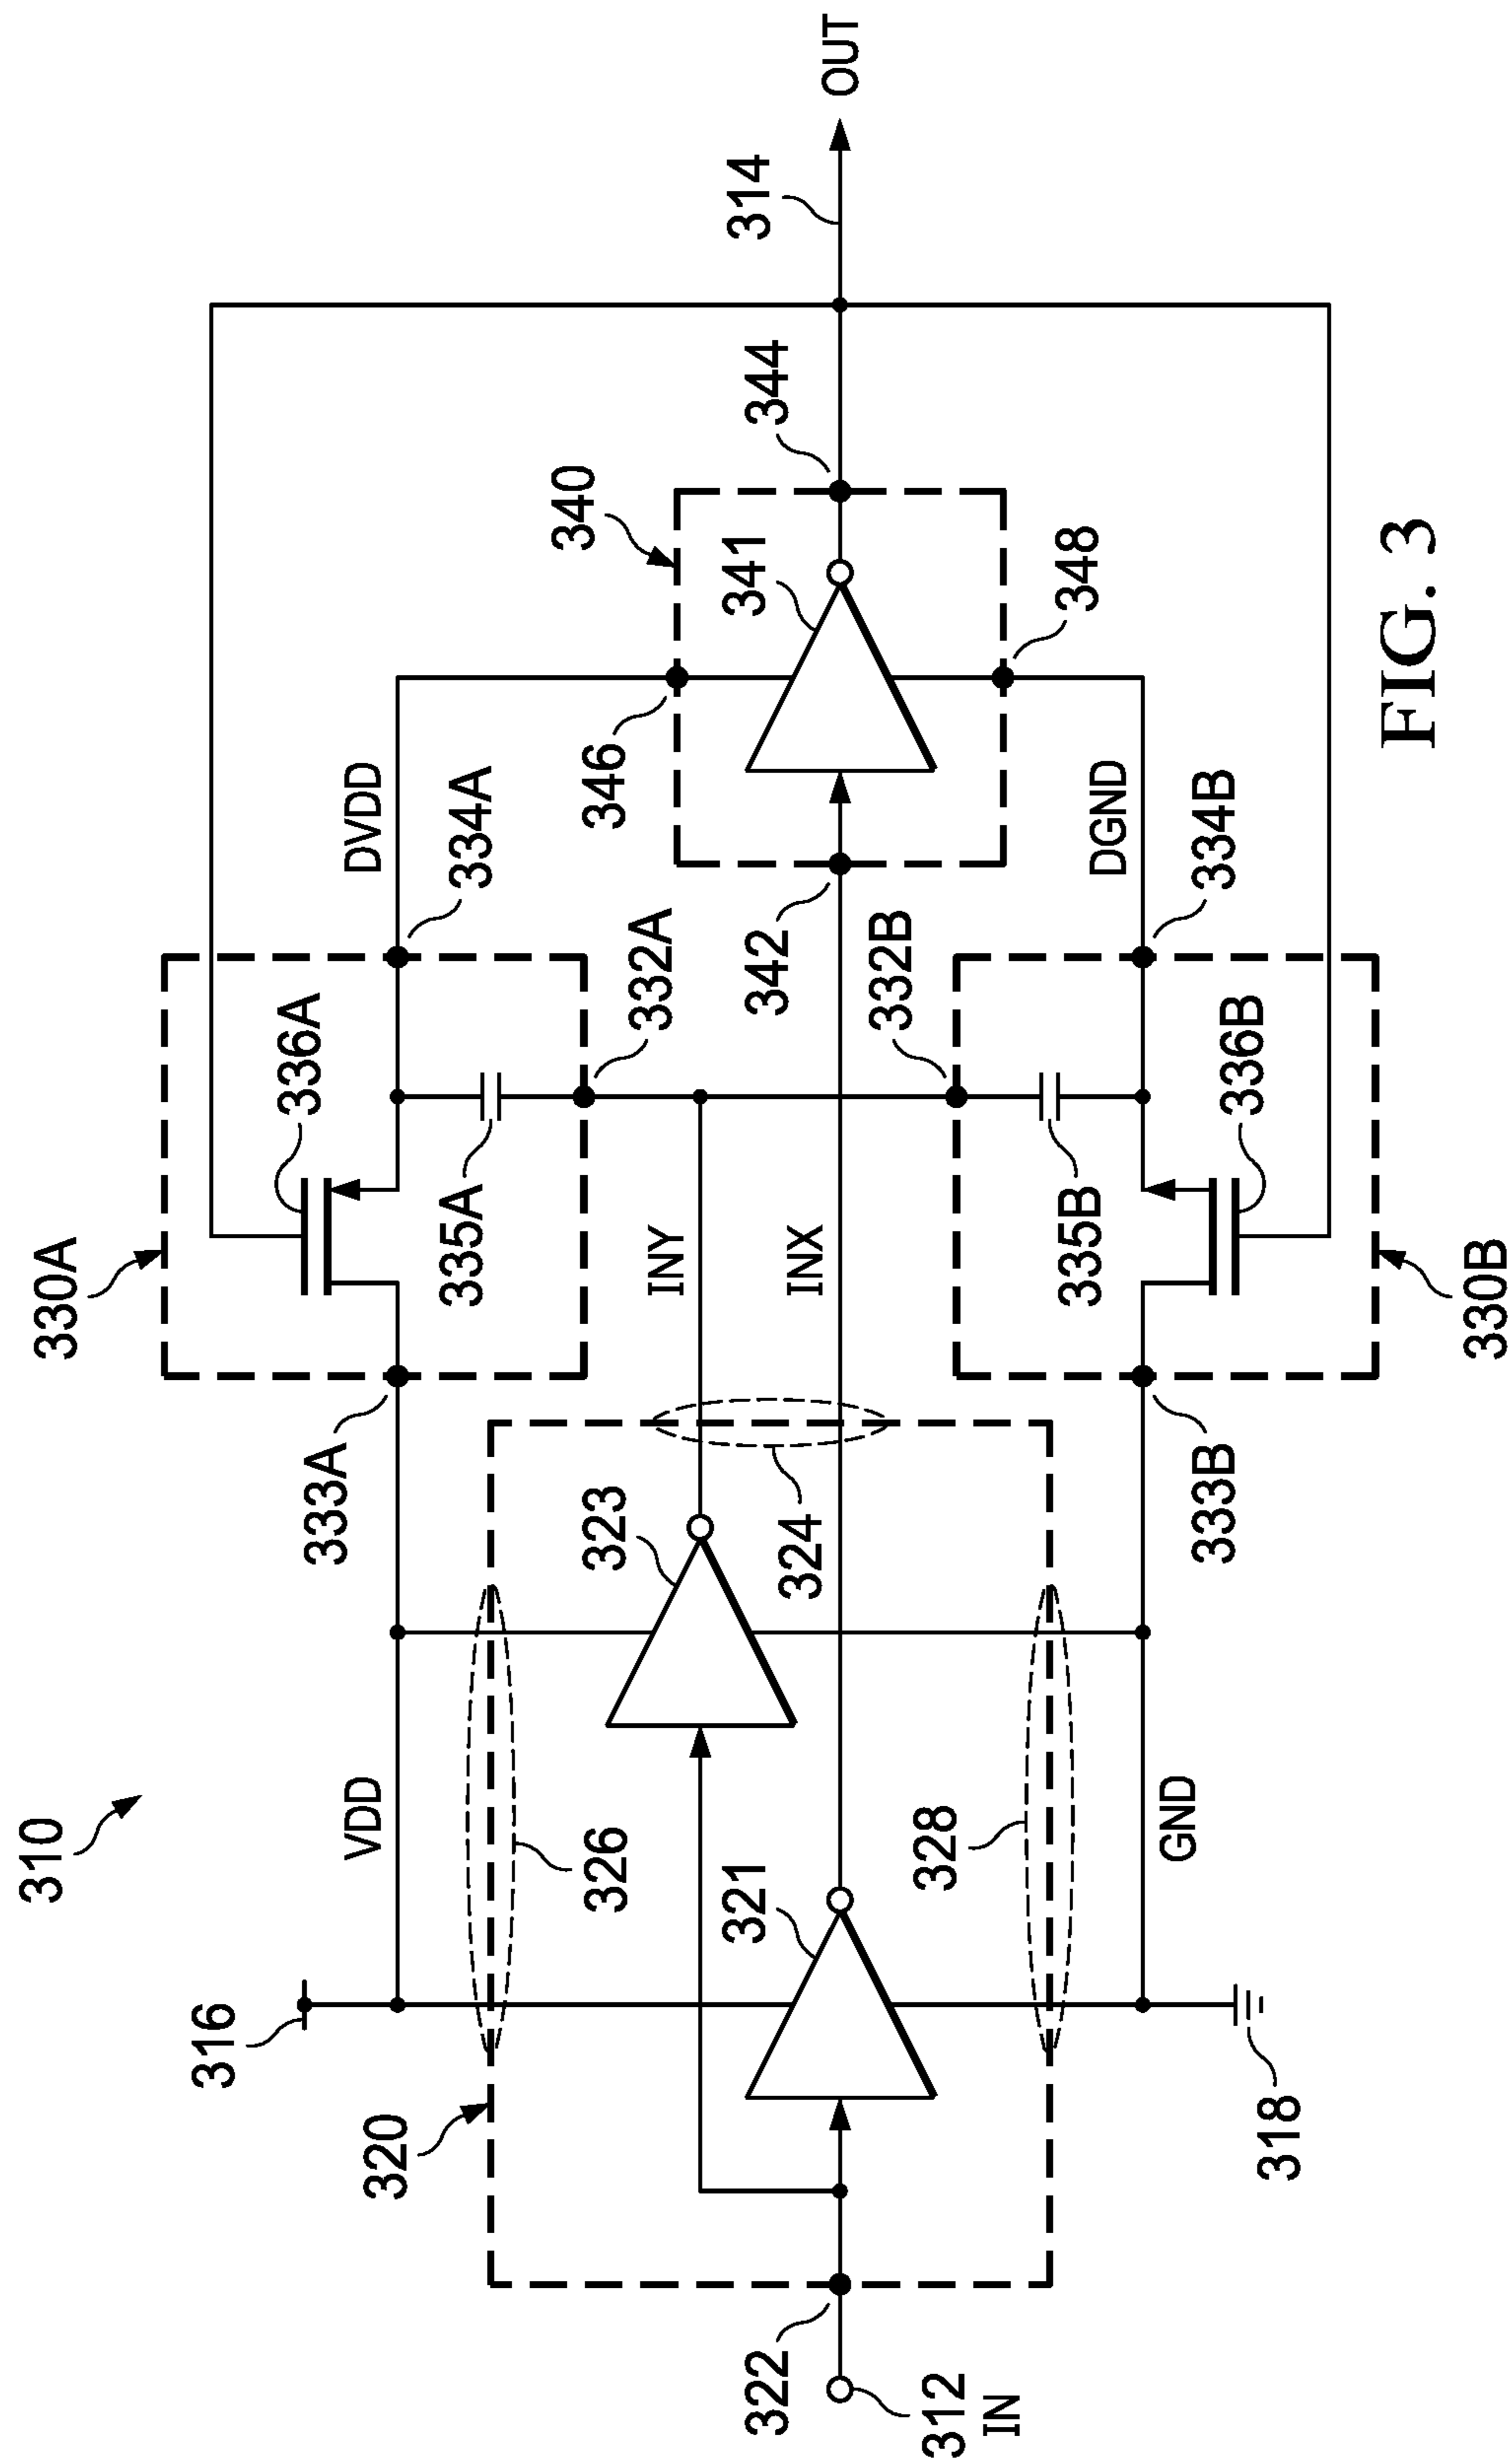 310
316
VDD
320
326
321
323
324
328
GND
318
322
312
IN
330A
333A
336A
335A
334A
DVDD
332A
INY
INX
342
332B
335B
336B
333B
334B
DGND
330B
340
346
341
344
348
314
OUT
FIG. 3